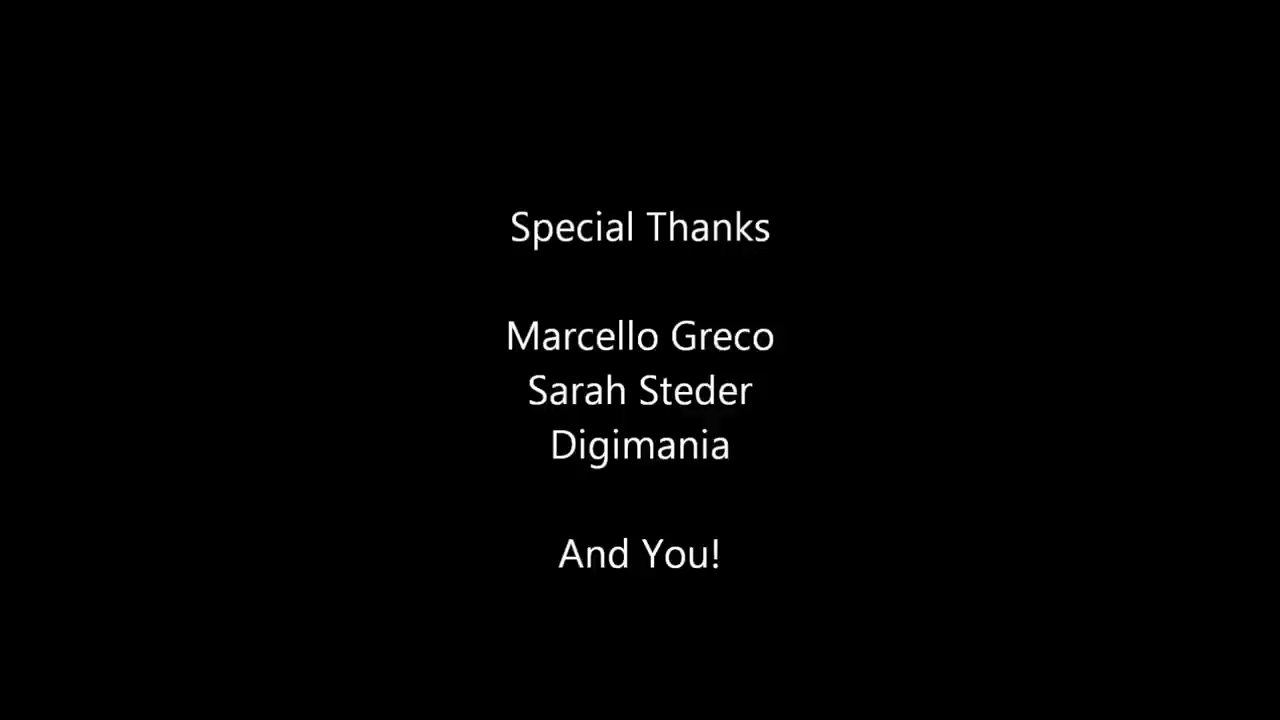 Special Thanks
Marcello Greco
Sarah Steder
Digimania
And You!